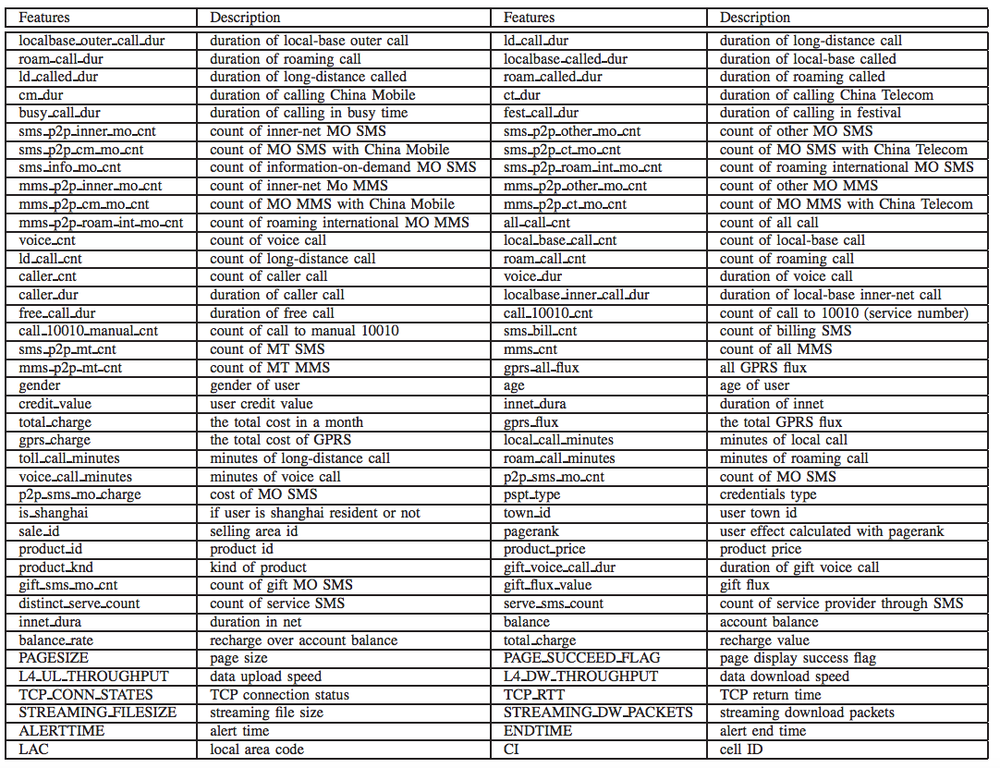 Features Description Features Description
localbase_outer_call_dur duration of local-base outer call ld_call_dur duration of long-distance call
roam_call_dur duration of roaming call localbase_called_dur duration of local-base called
ld_called_dur duration of long-distance called roam_called_dur duration of roaming called
cm_dur duration of calling China Mobile ct_dur duration of calling China Telecom
busy_call_dur duration of calling in busy time fest_call_dur duration of calling in festival
sms_p2p_inner_mo_cnt count of inner-net MO SMS sms_p2p_other_mo_cnt count of other MO SMS
sms_p2p_cm_mo_cnt count of MO SMS with China Mobile sms_p2p_ct_mo_cnt count of MO SMS with China Telecom
sms_info_mo_cnt count of information-on-demand MO SMS sms_p2p_roam_int_mo_cnt count of roaming international MO SMS
mms_p2p_inner_mo_cnt count of inner-net Mo MMS mms_p2p_other_mo_cnt count of other MO MMS
mms_p2p_cm_mo_cnt count of MO MMS with China Mobile mms_p2p_ct_mo_cnt count of MO MMS with China Telecom
mms_p2p_roam_int_mo_cnt count of roaming international MO MMS all_call_cnt count of all call
voice_cnt count of voice call local_base_call_cnt count of local-base call
ld_call_cnt count of long-distance call roam_call_cnt count of roaming call
caller_cnt count of caller call voice_dur duration of voice call
caller_dur duration of caller call localbase_inner_call_dur duration of local-base inner-net call
free_call_dur duration of free call call_10010_cnt count of call to 10010 (service number)
call_10010_manual_cnt count of call to manual 10010 sms_bill_cnt count of billing SMS
sms_p2p_mt_cnt count of MT SMS mms_cnt count of all MMS
mms_p2p_mt_cnt count of MT MMS gprs_all_flux all GPRS flux
gender gender of user age age of user
credit_value user credit value innet_dura duration of innet
total_charge the total cost in a month gprs_flux the total GPRS flux
gprs_charge the total cost of GPRS local_call_minutes minutes of local call
toll_call_minutes minutes of long-distance call roam_call_minutes minutes of roaming call
voice_call_minutes minutes of voice call p2p_sms_mo_cnt count of MO SMS
p2p_sms_mo_charge cost of MO SMS pspt_type credentials type
is_shanghai if user is shanghai resident or not town_id user town id
sale_id selling area id pagerank user effect calculated with pagerank
product_id product id product_price product price
product_knd kind of product gift_voice_call_dur duration of gift voice call
gift_sms_mo_cnt count of gift MO SMS gift_flux_value gift flux
distinct_serve_count count of service SMS serve_sms_count count of service provider through SMS
innet_dura duration in net balance account balance
balance_rate recharge over account balance total_charge recharge value
PAGESIZE page size PAGE_SUCCEED_FLAG page display success flag
L4_UL_THROUGHPUT data upload speed L4_DW_THROUGHPUT data download speed
TCP_CONN_STATES TCP connection status TCP_RTT TCP return time
STREAMING_FILESIZE streaming file size STREAMING_DW_PACKETS streaming download packets
ALERTTIME alert time ENDTIME alert end time
LAC local area code CI cell ID